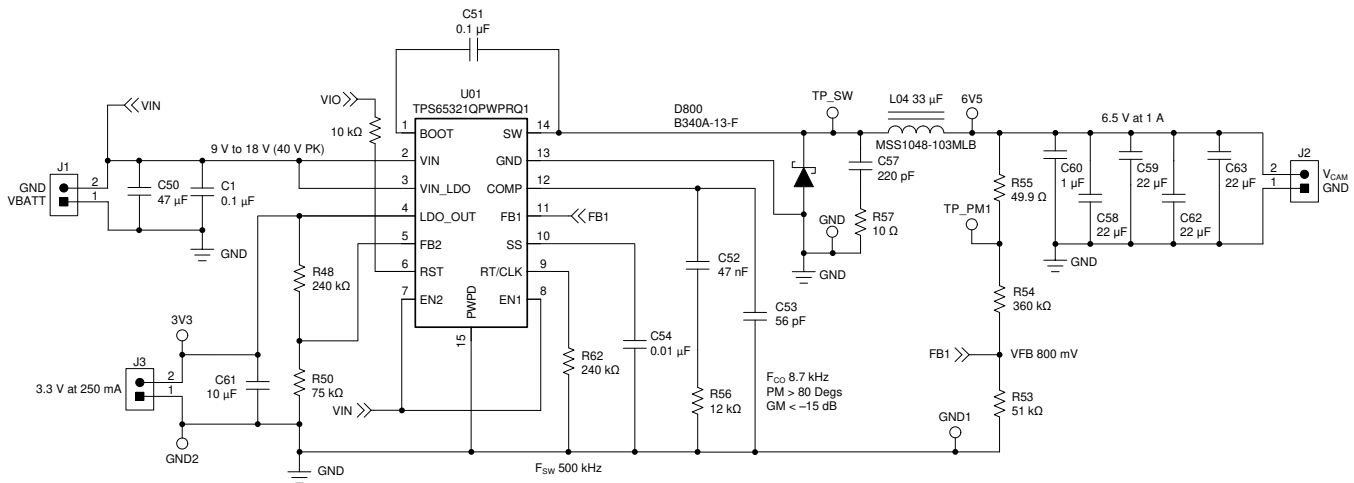 C51
0.1 µF
VIN
VIO
10 kΩ
U01
TPS65321QPWPRQ1
1 BOOT SW 14
2 VIN GND 13
3 VIN_LDO COMP 12
4 LDO_OUT FB1 11
5 FB2 SS 10
6 RST RT/CLK 9
7 EN2 EN1 8
PWPD
15
FB1
D800
B340A-13-F
TP_SW
L04 33 µF
MSS1048-103MLB
6V5
6.5 V at 1 A
9 V to 18 V (40 V PK)
J1
GND 2
VBATT 1
C50
47 µF
C1
0.1 µF
GND
C57
220 pF
R57
10 Ω
GND
GND
R55
49.9 Ω
TP_PM1
C60
1 µF
C58
22 µF
C59
22 µF
C62
22 µF
C63
22 µF
GND
J2
2 VCAM
1 GND
R48
240 kΩ
R50
75 kΩ
3V3
J3
2
1
3.3 V at 250 mA
C61
10 µF
GND2
VIN
GND
R62
240 kΩ
C54
0.01 µF
C52
47 nF
C53
56 pF
R56
12 kΩ
FCO 8.7 kHz
PM > 80 Degs
GM < –15 dB
R54
360 kΩ
FB1
VFB 800 mV
R53
51 kΩ
GND1
FSW 500 kHz